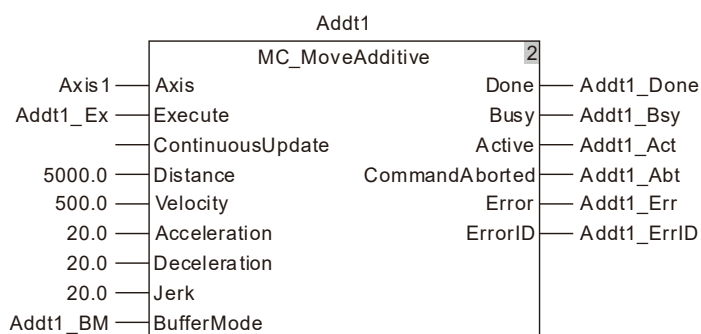 Addt1
MC_MoveAdditive 2
Axis1 Axis Done Addt1_Done
Addt1_Ex Execute Busy Addt1_Bsy
ContinuousUpdate Active Addt1_Act
5000.0 Distance CommandAborted Addt1_Abt
500.0 Velocity Error Addt1_Err
20.0 Acceleration ErrorID Addt1_ErrID
20.0 Deceleration
20.0 Jerk
Addt1_BM BufferMode